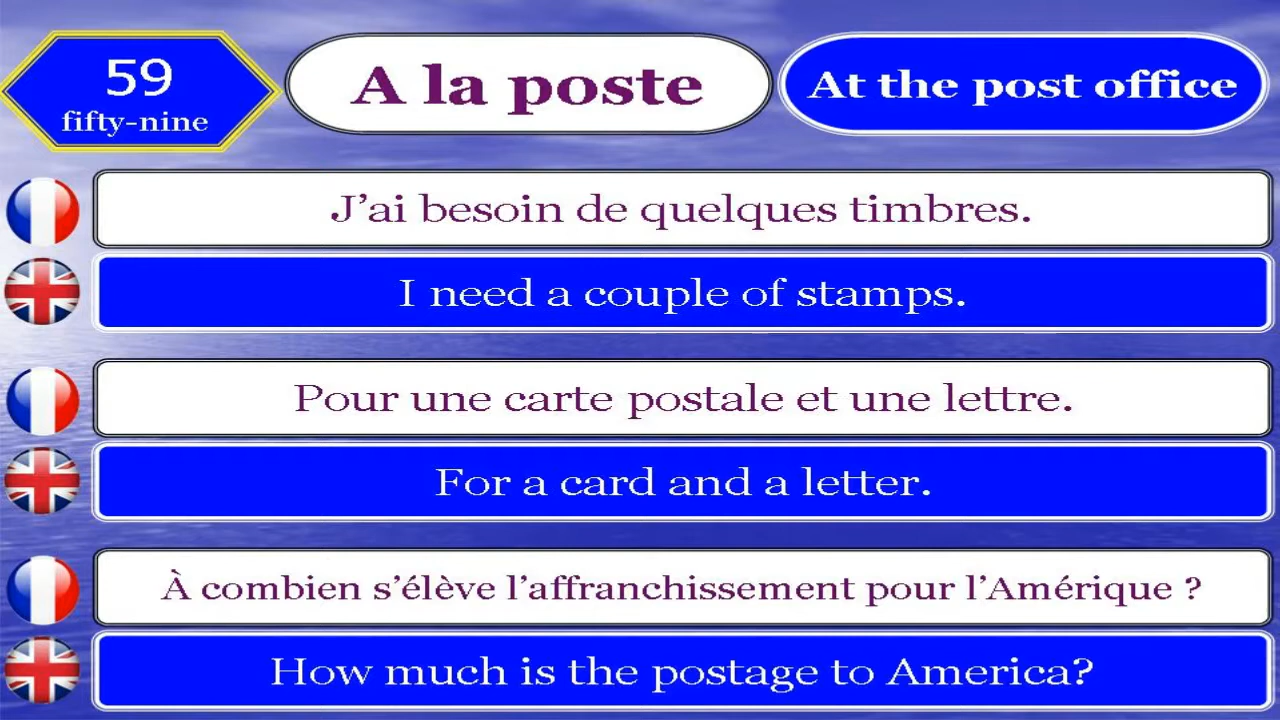 59
fifty-nine
A la poste
At the post office
J’ai besoin de quelques timbres.
I need a couple of stamps.
Pour une carte postale et une lettre.
For a card and a letter.
À combien s’élève l’affranchissement pour l’Amérique ?
How much is the postage to America?